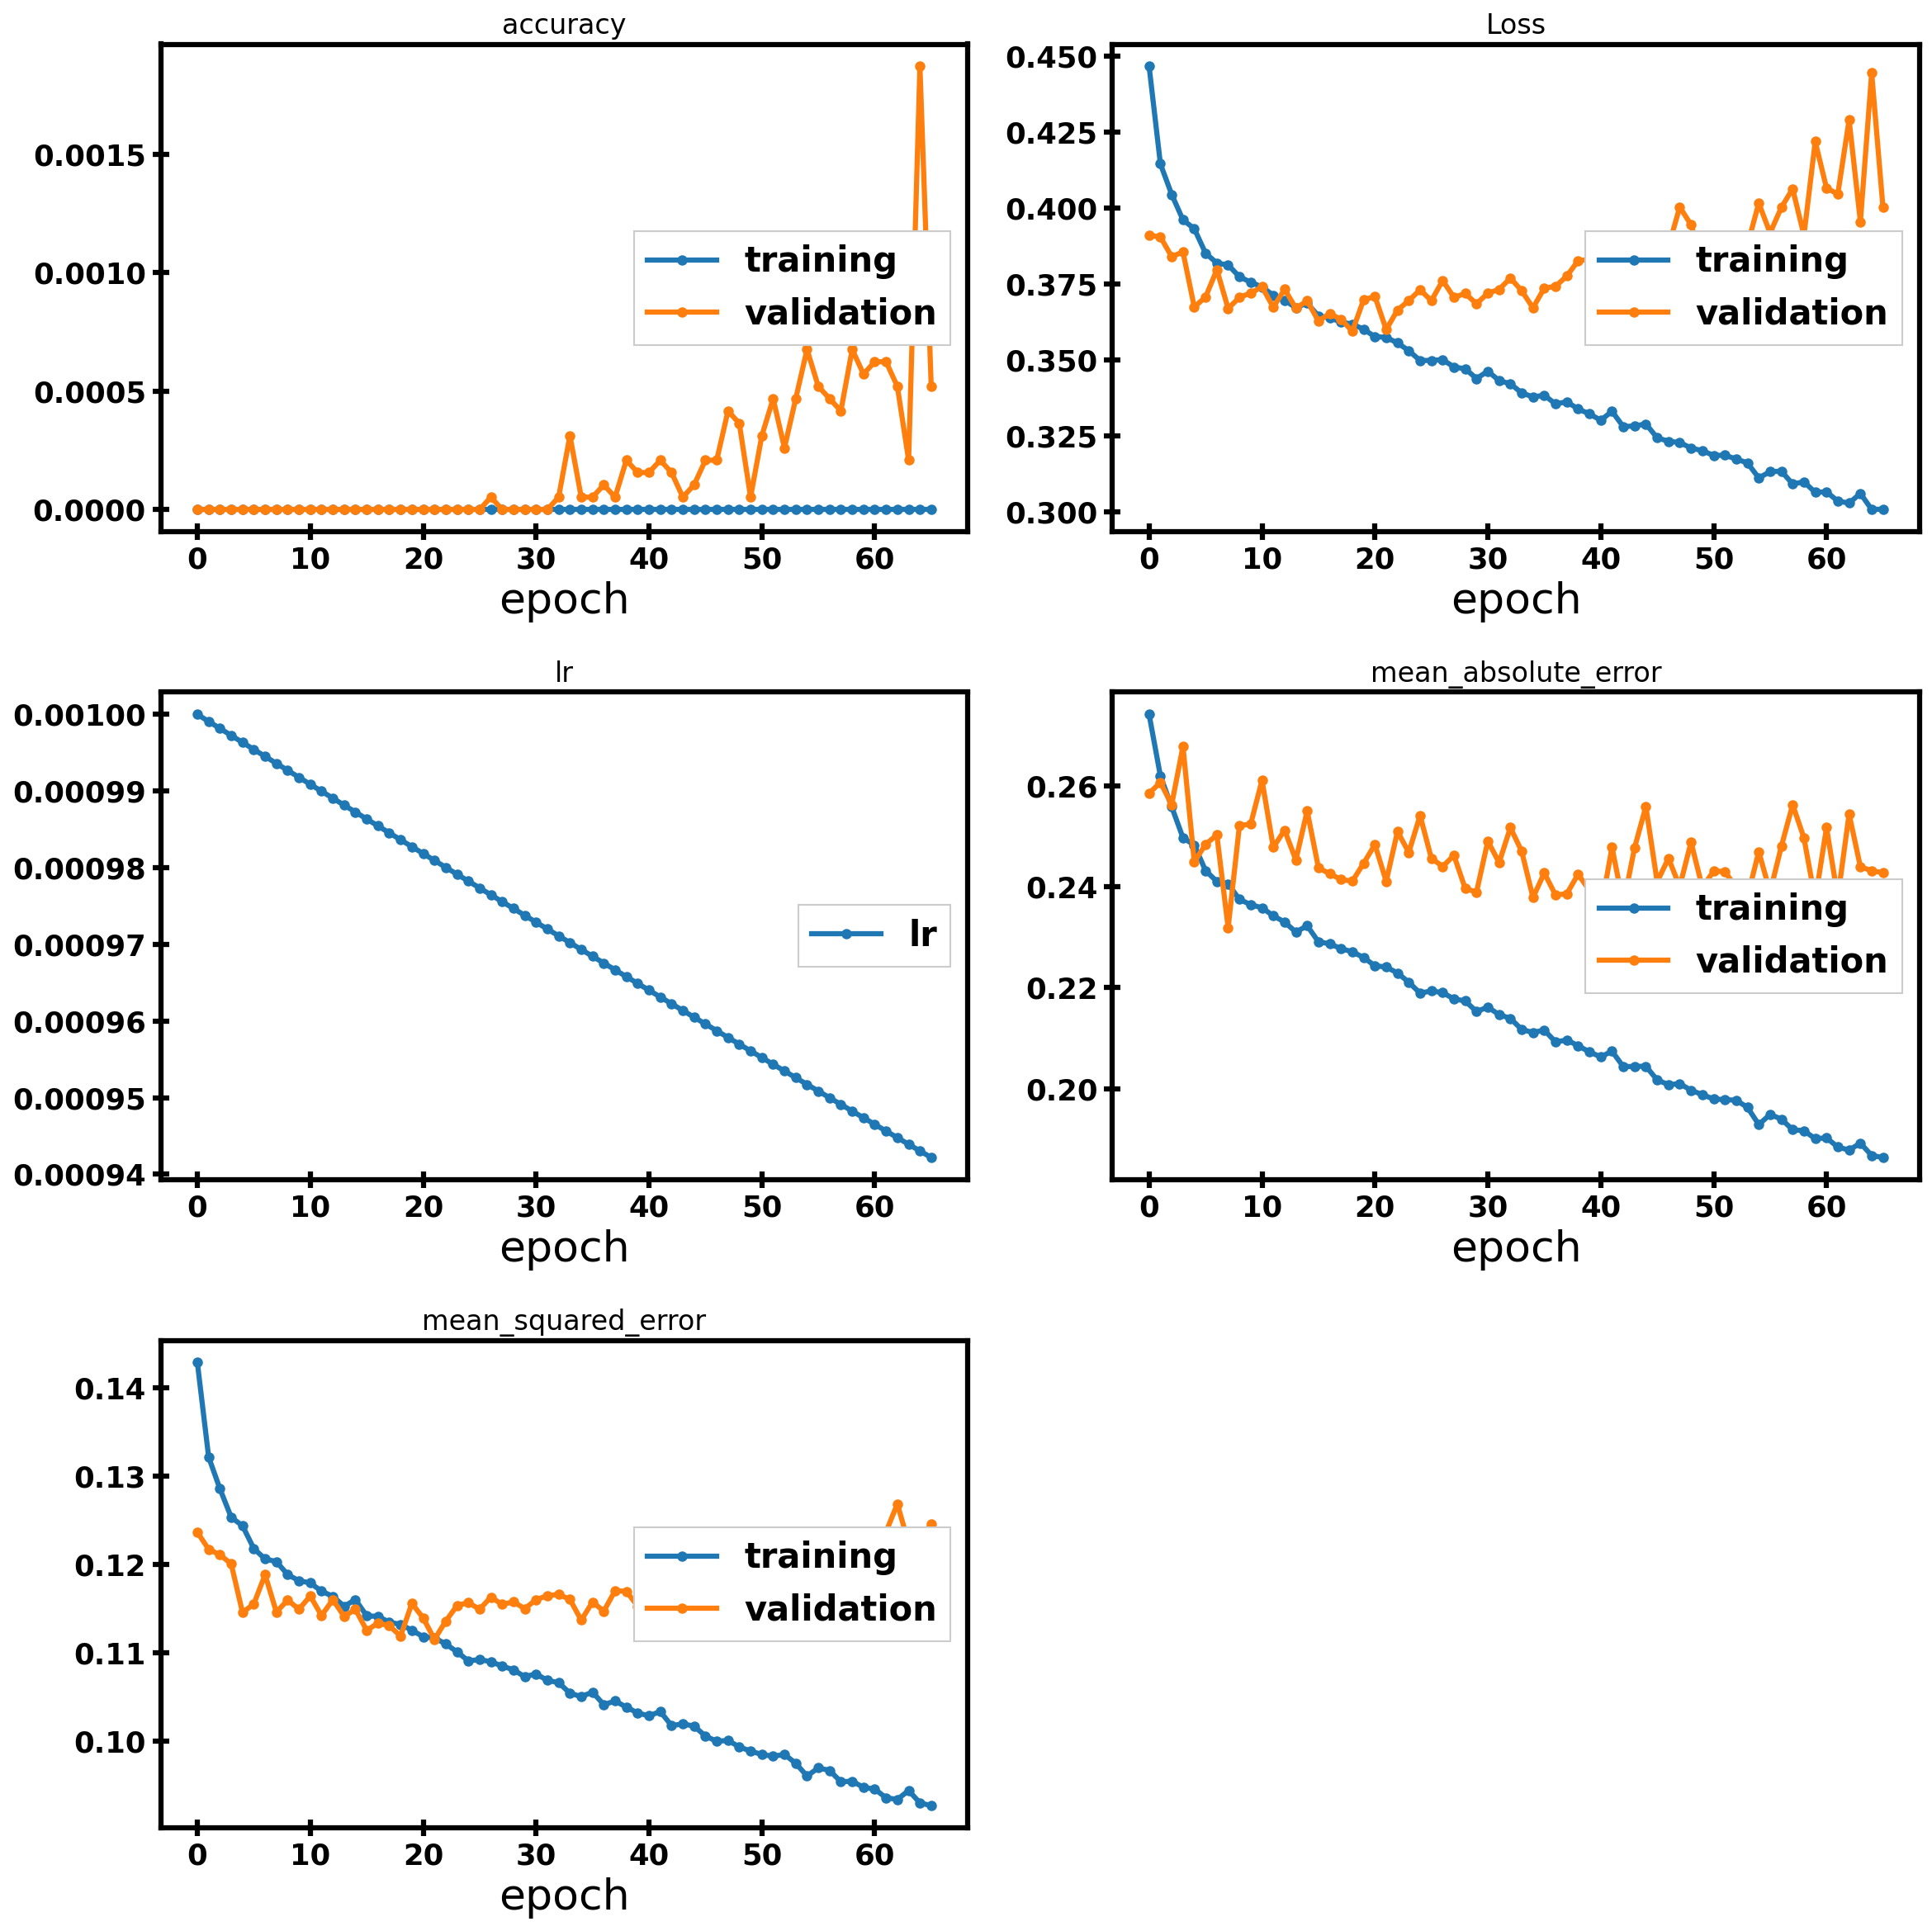 accuracy
0.0015
0.0010
0.0005
0.0000
training
validation
0 10 20 30 40 50 60
epoch
Loss
0.450
0.425
0.400
0.375
0.350
0.325
0.300
training
validation
0 10 20 30 40 50 60
epoch
lr
0.00100
0.00099
0.00098
0.00097
0.00096
0.00095
0.00094
lr
0 10 20 30 40 50 60
epoch
mean_absolute_error
0.26
0.24
0.22
0.20
training
validation
0 10 20 30 40 50 60
epoch
mean_squared_error
0.14
0.13
0.12
0.11
0.10
training
validation
0 10 20 30 40 50 60
epoch